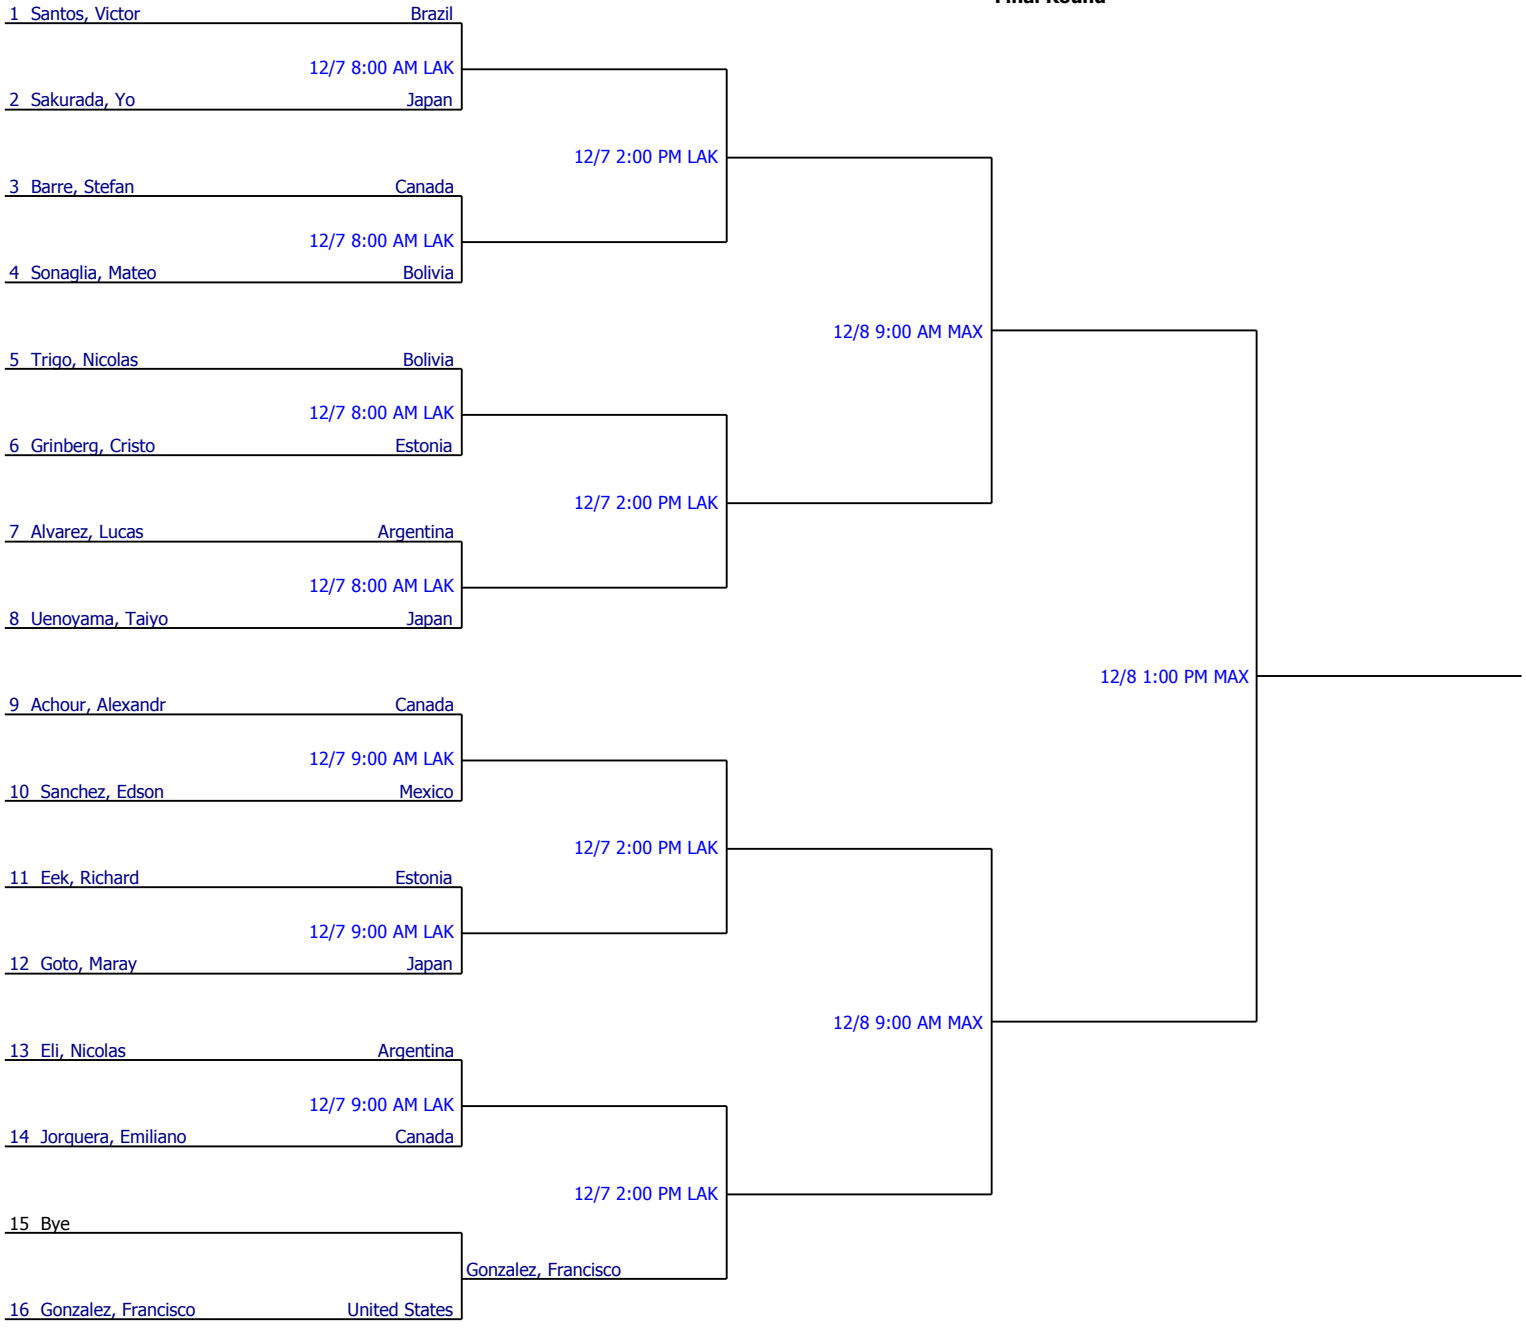 Final Round
1 Santos, Victor Brazil
12/7 8:00 AM LAK
2 Sakurada, Yo Japan
12/7 2:00 PM LAK
3 Barre, Stefan Canada
12/7 8:00 AM LAK
4 Sonaglia, Mateo Bolivia
12/8 9:00 AM MAX
5 Trigo, Nicolas Bolivia
12/7 8:00 AM LAK
6 Grinberg, Cristo Estonia
12/7 2:00 PM LAK
7 Alvarez, Lucas Argentina
12/7 8:00 AM LAK
8 Uenoyama, Taiyo Japan
12/8 1:00 PM MAX
9 Achour, Alexandr Canada
12/7 9:00 AM LAK
10 Sanchez, Edson Mexico
12/7 2:00 PM LAK
11 Eek, Richard Estonia
12/7 9:00 AM LAK
12 Goto, Maray Japan
12/8 9:00 AM MAX
13 Eli, Nicolas Argentina
12/7 9:00 AM LAK
14 Jorquera, Emiliano Canada
12/7 2:00 PM LAK
15 Bye
Gonzalez, Francisco
16 Gonzalez, Francisco United States